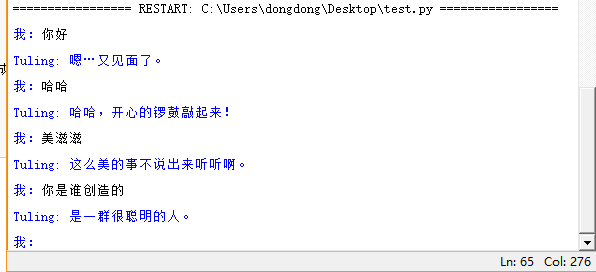 ================= RESTART: C:\Users\dongdong\Desktop\test.py =================
我：你好
Tuling: 嗯…又见面了。
我：哈哈
Tuling: 哈哈，开心的锣鼓敲起来！
我：美滋滋
Tuling: 这么美的事不说出来听听啊。
我：你是谁创造的
Tuling: 是一群很聪明的人。
我：
Ln: 65 Col: 276